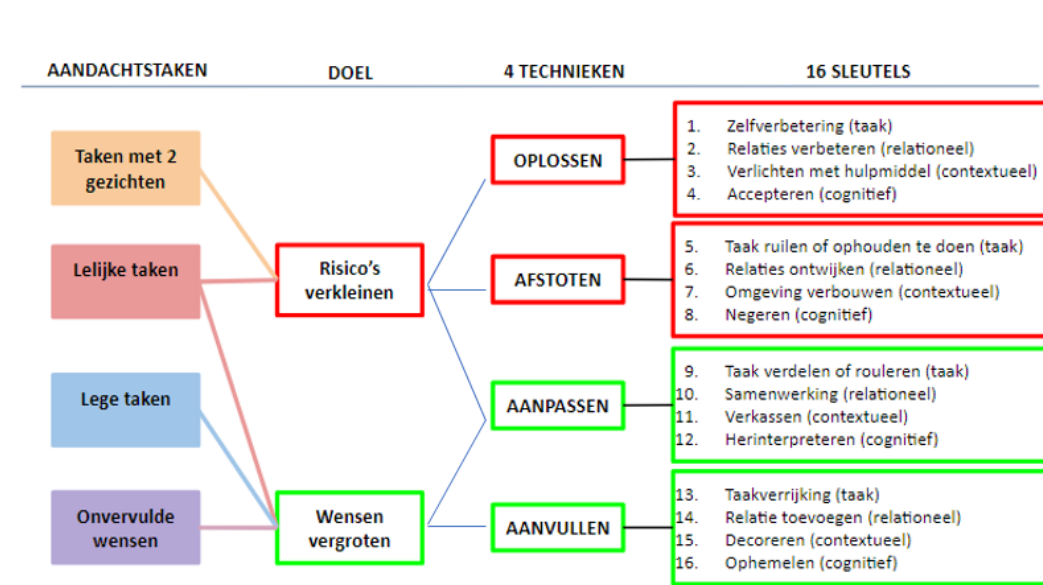 AANDACHTSTAKEN DOEL 4 TECHNIEKEN 16 SLEUTELS
Taken met 2
gezichten
Lelijke taken
Lege taken
Onvervulde
wensen
Risico's
verkleinen
Wensen
vergroten
OPLOSSEN
1. Zelfverbetering (taak)
2. Relaties verbeteren (relationeel)
3. Verlichten met hulpmiddel (contextueel)
4. Accepteren (cognitief)
AFSTOTEN
5. Taak ruilen of ophouden te doen (taak)
6. Relaties ontwijken (relationeel)
7. Omgeving verbouwen (contextueel)
8. Negeren (cognitief)
AANPASSEN
9. Taak verdelen of rouleren (taak)
10. Samenwerking (relationeel)
11. Verkassen (contextueel)
12. Herinterpreteren (cognitief)
AANVULLEN
13. Taakverrijking (taak)
14. Relatie toevoegen (relationeel)
15. Decoreren (contextueel)
16. Ophemelen (cognitief)